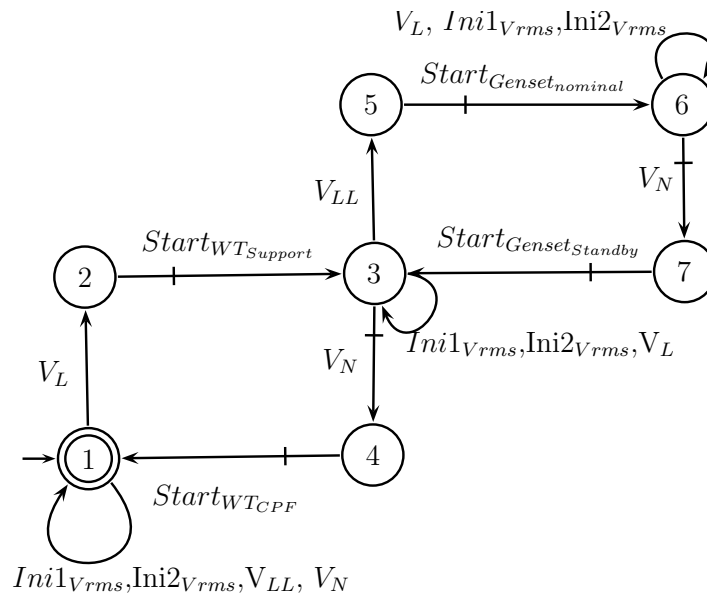 V_L, Ini1_{Vrms},Ini2_{Vrms}
Start_{Genset_{nominal}}
5
6
V_{LL}
V_N
Start_{WT_{Support}}
Start_{Genset_{Standby}}
2
3
7
V_L
V_N
Ini1_{Vrms},Ini2_{Vrms},V_L
1
4
Start_{WT_{CPF}}
Ini1_{Vrms},Ini2_{Vrms},V_{LL}, V_N